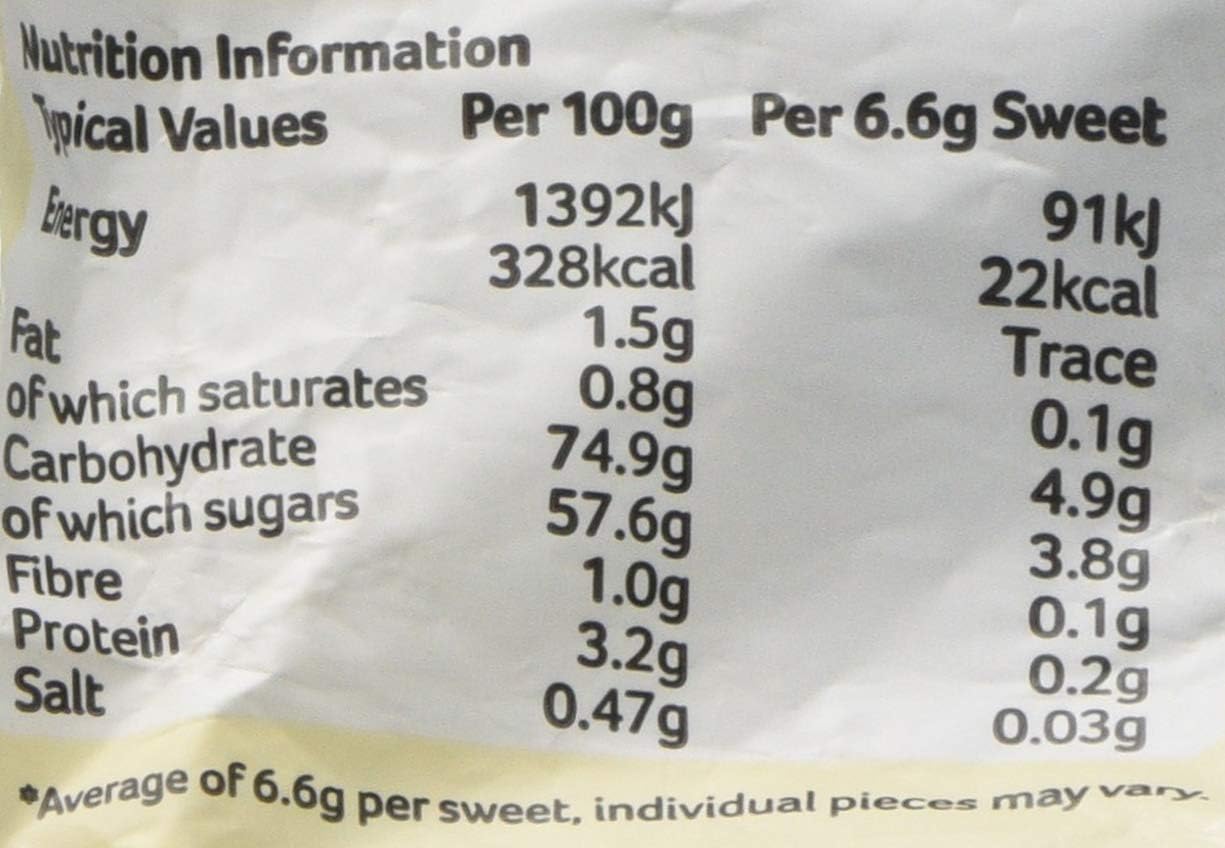 Nutrition Information
Typical Values Per 100g Per 6.6g Sweet
Energy 1392kJ 91kJ
328kcal 22kcal
Fat 1.5g Trace
of which saturates 0.8g 0.1g
Carbohydrate 74.9g 4.9g
of which sugars 57.6g 3.8g
Fibre 1.0g 0.1g
Protein 3.2g 0.2g
Salt 0.47g 0.03g
*Average of 6.6g per sweet, individual pieces may vary.